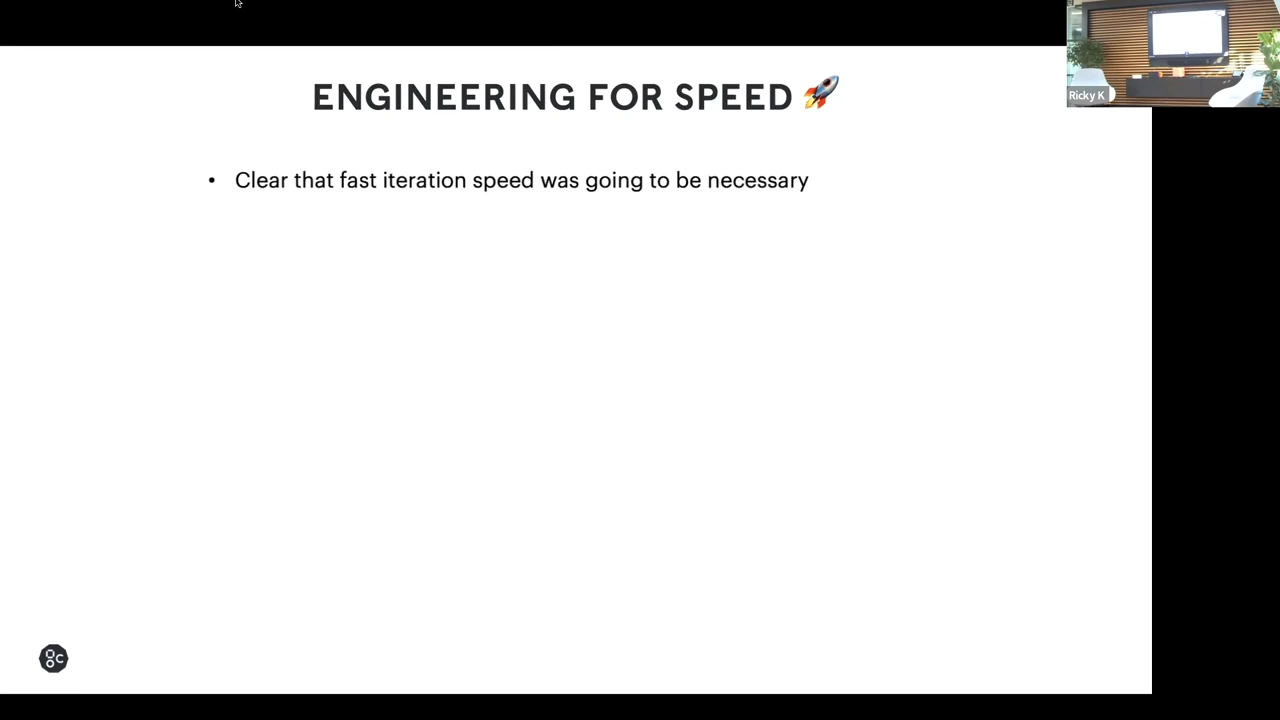 ENGINEERING FOR SPEED 🚀
Ricky K
• Clear that fast iteration speed was going to be necessary